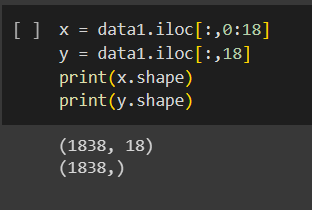 [ ] x = data1.iloc[:,0:18]
y = data1.iloc[:,18]
print(x.shape)
print(y.shape)
(1838, 18)
(1838,)